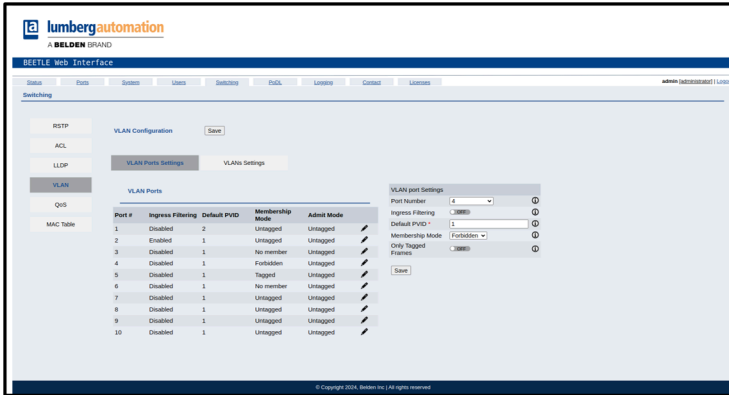 lumbergautomation
A BELDEN BRAND
BEETLE Web Interface
Status Ports System Users Switching PoDL Logging Contact Licenses admin [administrator] |
Switching
RSTP
ACL
LLDP
VLAN
QoS
MAC Table
VLAN Configuration Save
VLAN Ports Settings VLANs Settings
VLAN Ports
Port # Ingress Filtering Default PVID Membership Mode Admit Mode
1 Disabled 2 Untagged Untagged
2 Enabled 1 Untagged Untagged
3 Disabled 1 No member Untagged
4 Disabled 1 Forbidden Untagged
5 Disabled 1 Tagged Untagged
6 Disabled 1 No member Untagged
7 Disabled 1 Untagged Untagged
8 Disabled 1 Untagged Untagged
9 Disabled 1 Untagged Untagged
10 Disabled 1 Untagged Untagged
VLAN port Settings
Port Number 4
Ingress Filtering OFF
Default PVID * 1
Membership Mode Forbidden
Only Tagged Frames OFF
Save
© Copyright 2024, Belden Inc | All rights reserved